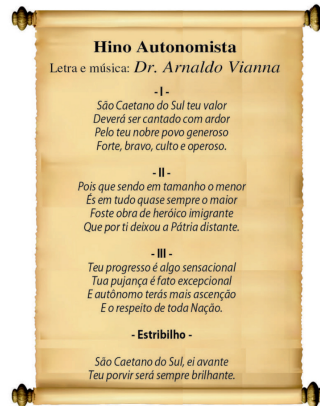 Hino Autonomista
Letra e música: Dr. Arnaldo Vianna
- I -
São Caetano do Sul teu valor
Deverá ser cantado com ardor
Pelo teu nobre povo generoso
Forte, bravo, culto e operoso.
- II -
Pois que sendo em tamanho o menor
És em tudo quase sempre o maior
Foste obra de heróico imigrante
Que por ti deixou a Pátria distante.
- III -
Teu progresso é algo sensacional
Tua pujança é fato excepcional
E autônomo terás mais ascenção
E o respeito de toda Nação.
- Estribilho -
São Caetano do Sul, ei avante
Teu porvir será sempre brilhante.